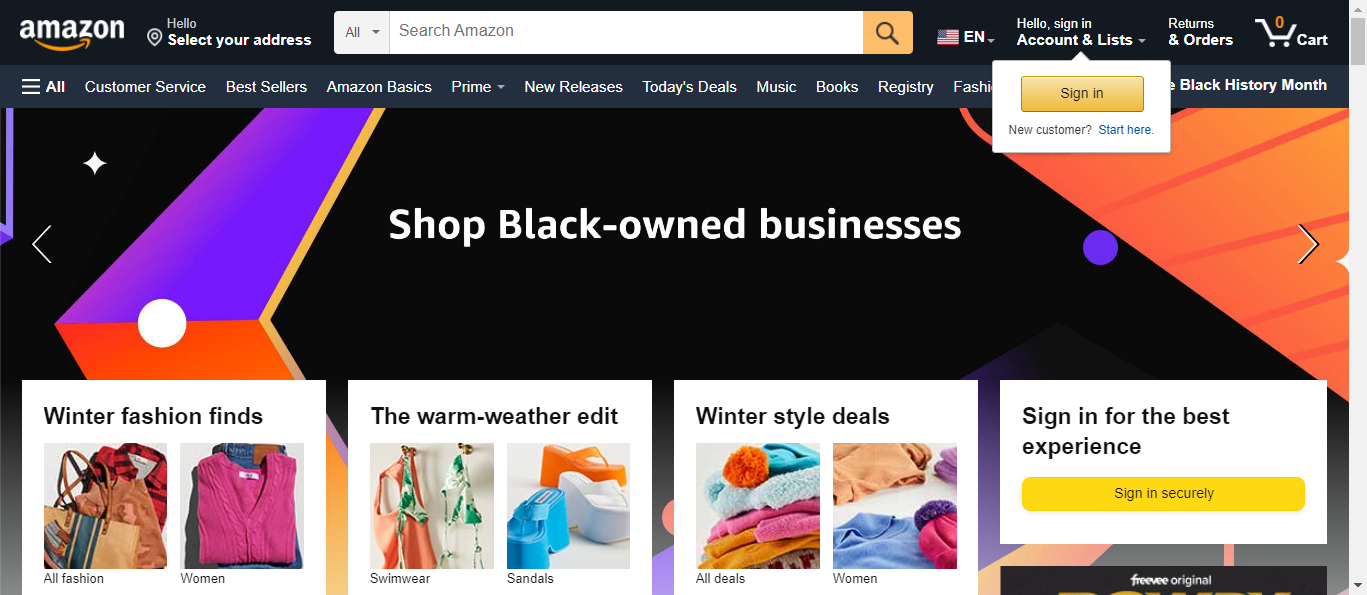 amazon
Hello
Select your address
All
Search Amazon
EN
Hello, sign in
Account & Lists
Returns
& Orders
0
Cart
All
Customer Service
Best Sellers
Amazon Basics
Prime
New Releases
Today's Deals
Music
Books
Registry
Fashi
e Black History Month
Sign in
New customer? Start here.
Shop Black-owned businesses
Winter fashion finds
All fashion
Women
The warm-weather edit
Swimwear
Sandals
Winter style deals
All deals
Women
Sign in for the best
experience
Sign in securely
freevee original